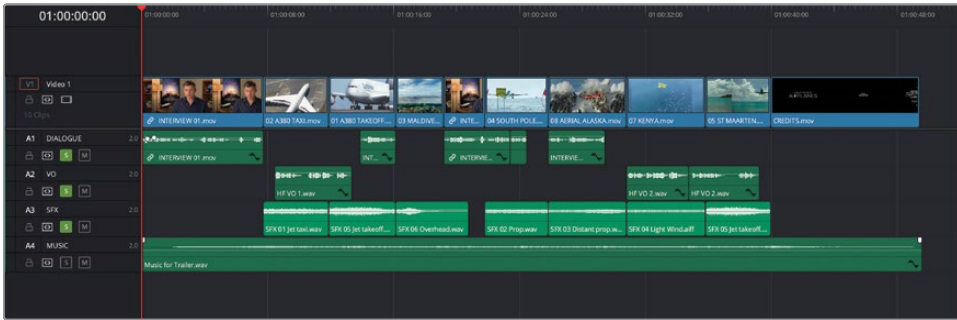 01:00:00:00
01:00:00:00 01:00:08:00 01:00:16:00 01:00:24:00 01:00:32:00 01:00:40:00 01:00:48:00
V1 Video 1
10 Clips
INTERVIEW 01.mov 02 A380 TAXI.mov 01 A380 TAKEOFF.... 03 MALDIVE... INTE... 04 SOUTH POLE.... 08 AERIAL ALASKA.mov 07 KENYA.mov 05 ST MAARTEN.... CREDITS.mov
A1 DIALOGUE 2.0
S M
INTERVIEW 01.mov INT... INTERVIE... INTERVIE...
A2 VO 2.0
S M
HF VO 1.wav HF VO 2.wav HF VO 2.wav
A3 SFX 2.0
S M
SFX 01 Jet taxi.wav SFX 05 Jet takeoff.... SFX 06 Overhead.wav SFX 02 Prop.wav SFX 03 Distant prop.w... SFX 04 Light Wind.aiff SFX 05 Jet takeoff....
A4 MUSIC 2.0
S M
Music for Trailer.wav